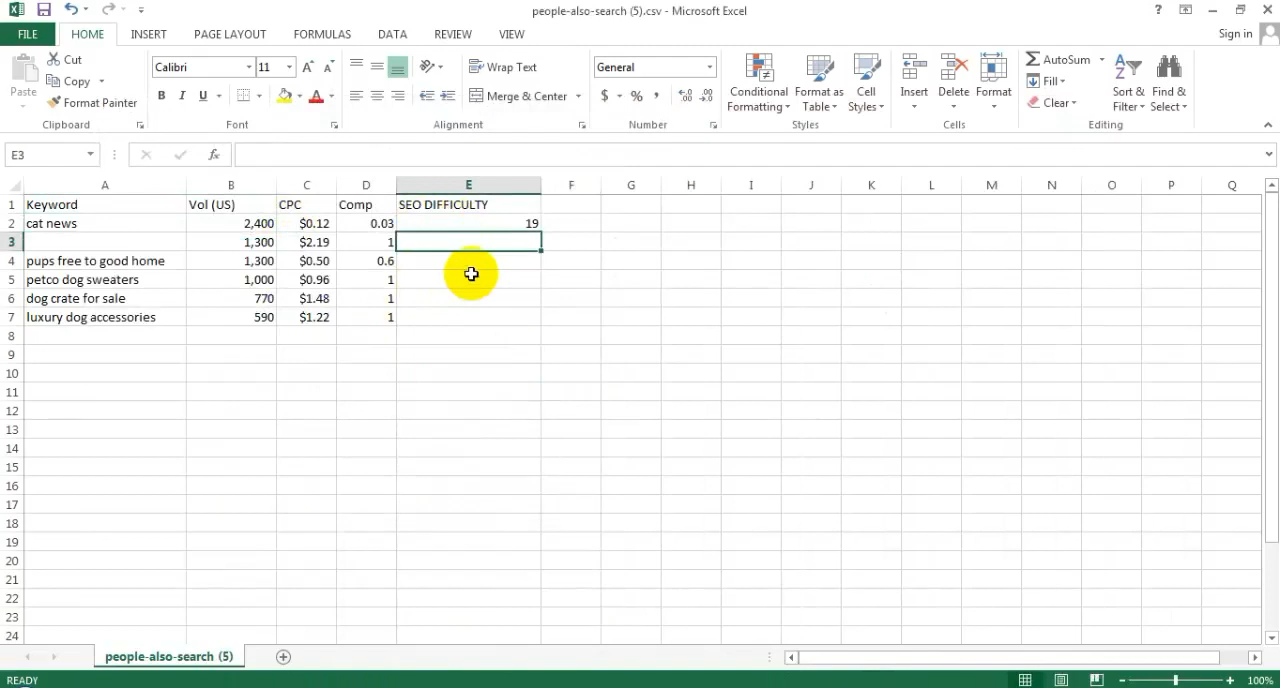 people-also-search (5).csv - Microsoft Excel
FILE HOME INSERT PAGE LAYOUT FORMULAS DATA REVIEW VIEW Sign in
Paste
Cut
Copy
Format Painter
Clipboard
Calibri 11
B I U
Font
Wrap Text
Merge & Center
Alignment
General
$ % ,
Number
Conditional Formatting
Format as Table
Cell Styles
Styles
Insert Delete Format
Cells
AutoSum
Fill
Clear
Sort & Filter
Find & Select
Editing
E3
A B C D E F G H I J K L M N O P Q
1 Keyword Vol (US) CPC Comp SEO DIFFICULTY
2 cat news 2,400 $0.12 0.03 19
3 1,300 $2.19 1
4 pups free to good home 1,300 $0.50 0.6
5 petco dog sweaters 1,000 $0.96 1
6 dog crate for sale 770 $1.48 1
7 luxury dog accessories 590 $1.22 1
8
9
10
11
12
13
14
15
16
17
18
19
20
21
22
23
24
people-also-search (5)
READY 100%